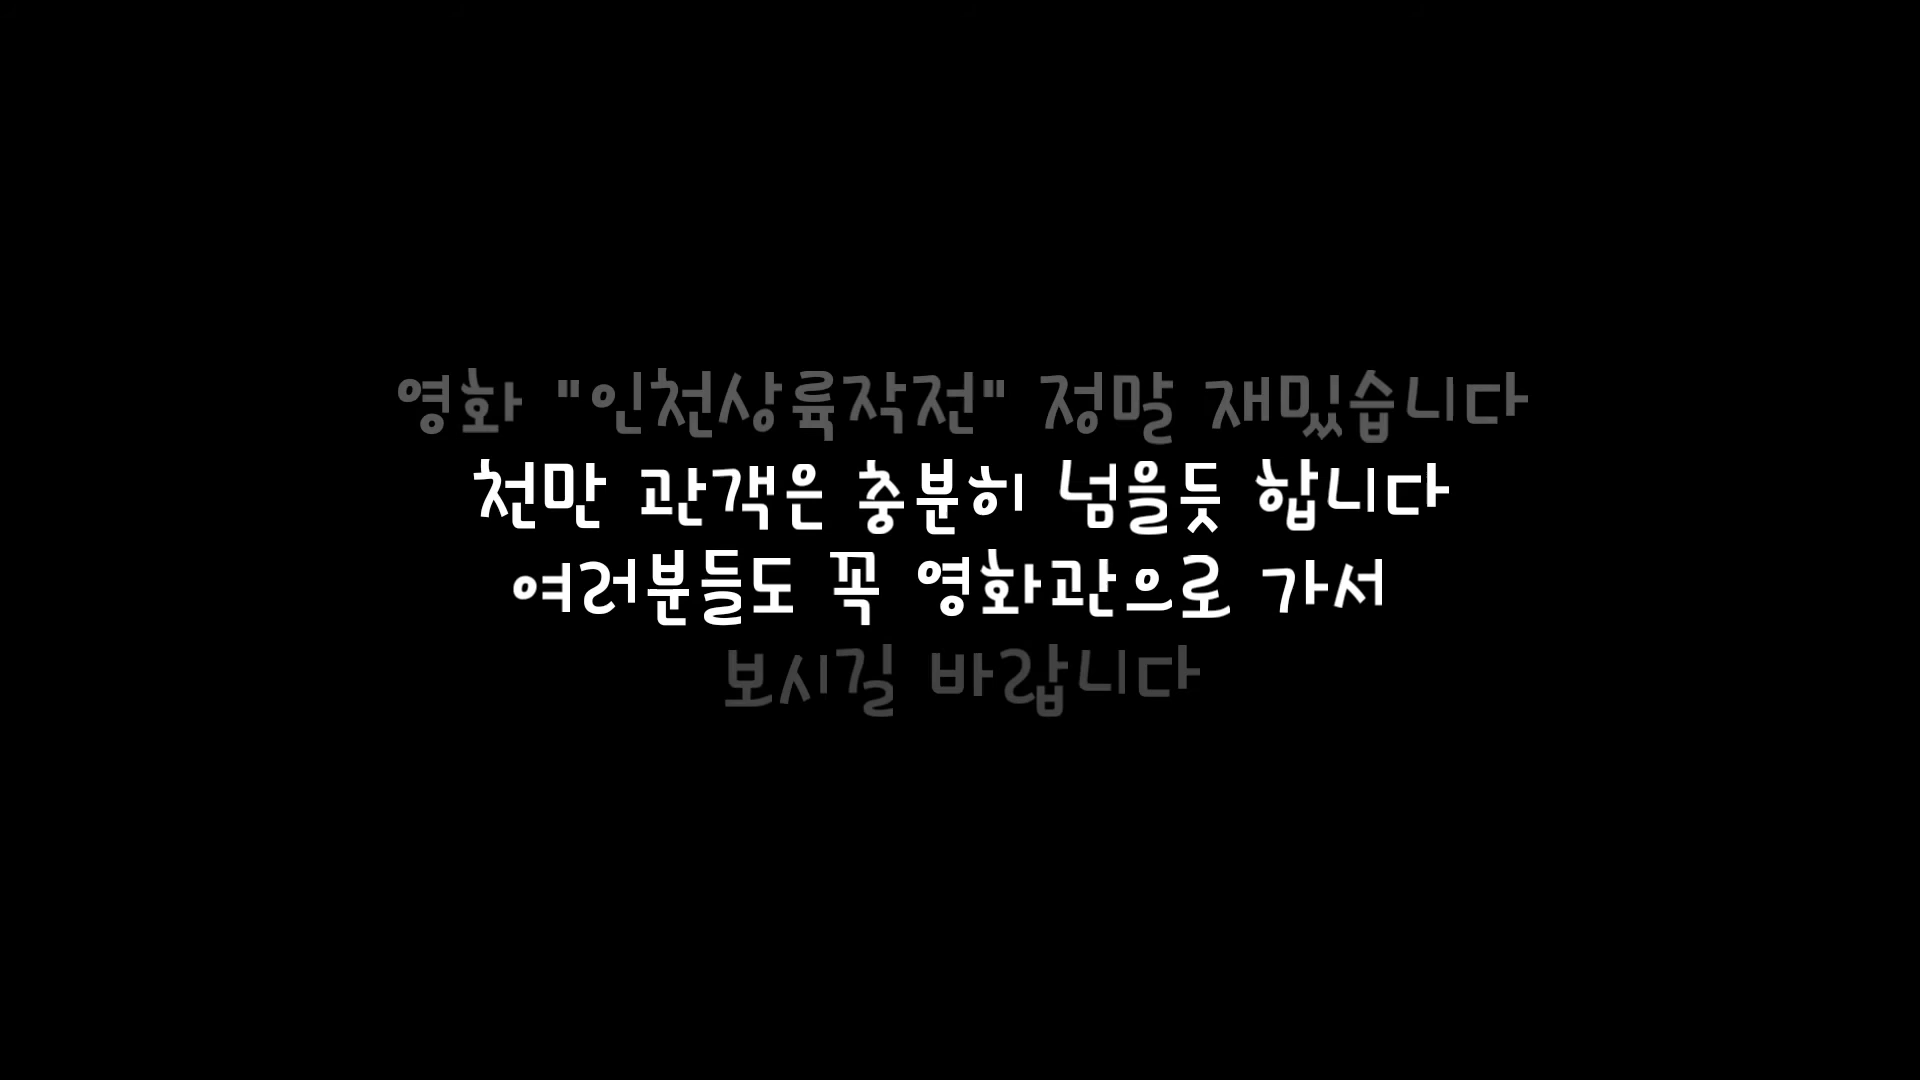 영화 "인천상륙작전" 정말 재밌습니다
천만 관객은 충분히 넘을듯 합니다
여러분들도 꼭 영화관으로 가서
보시길 바랍니다